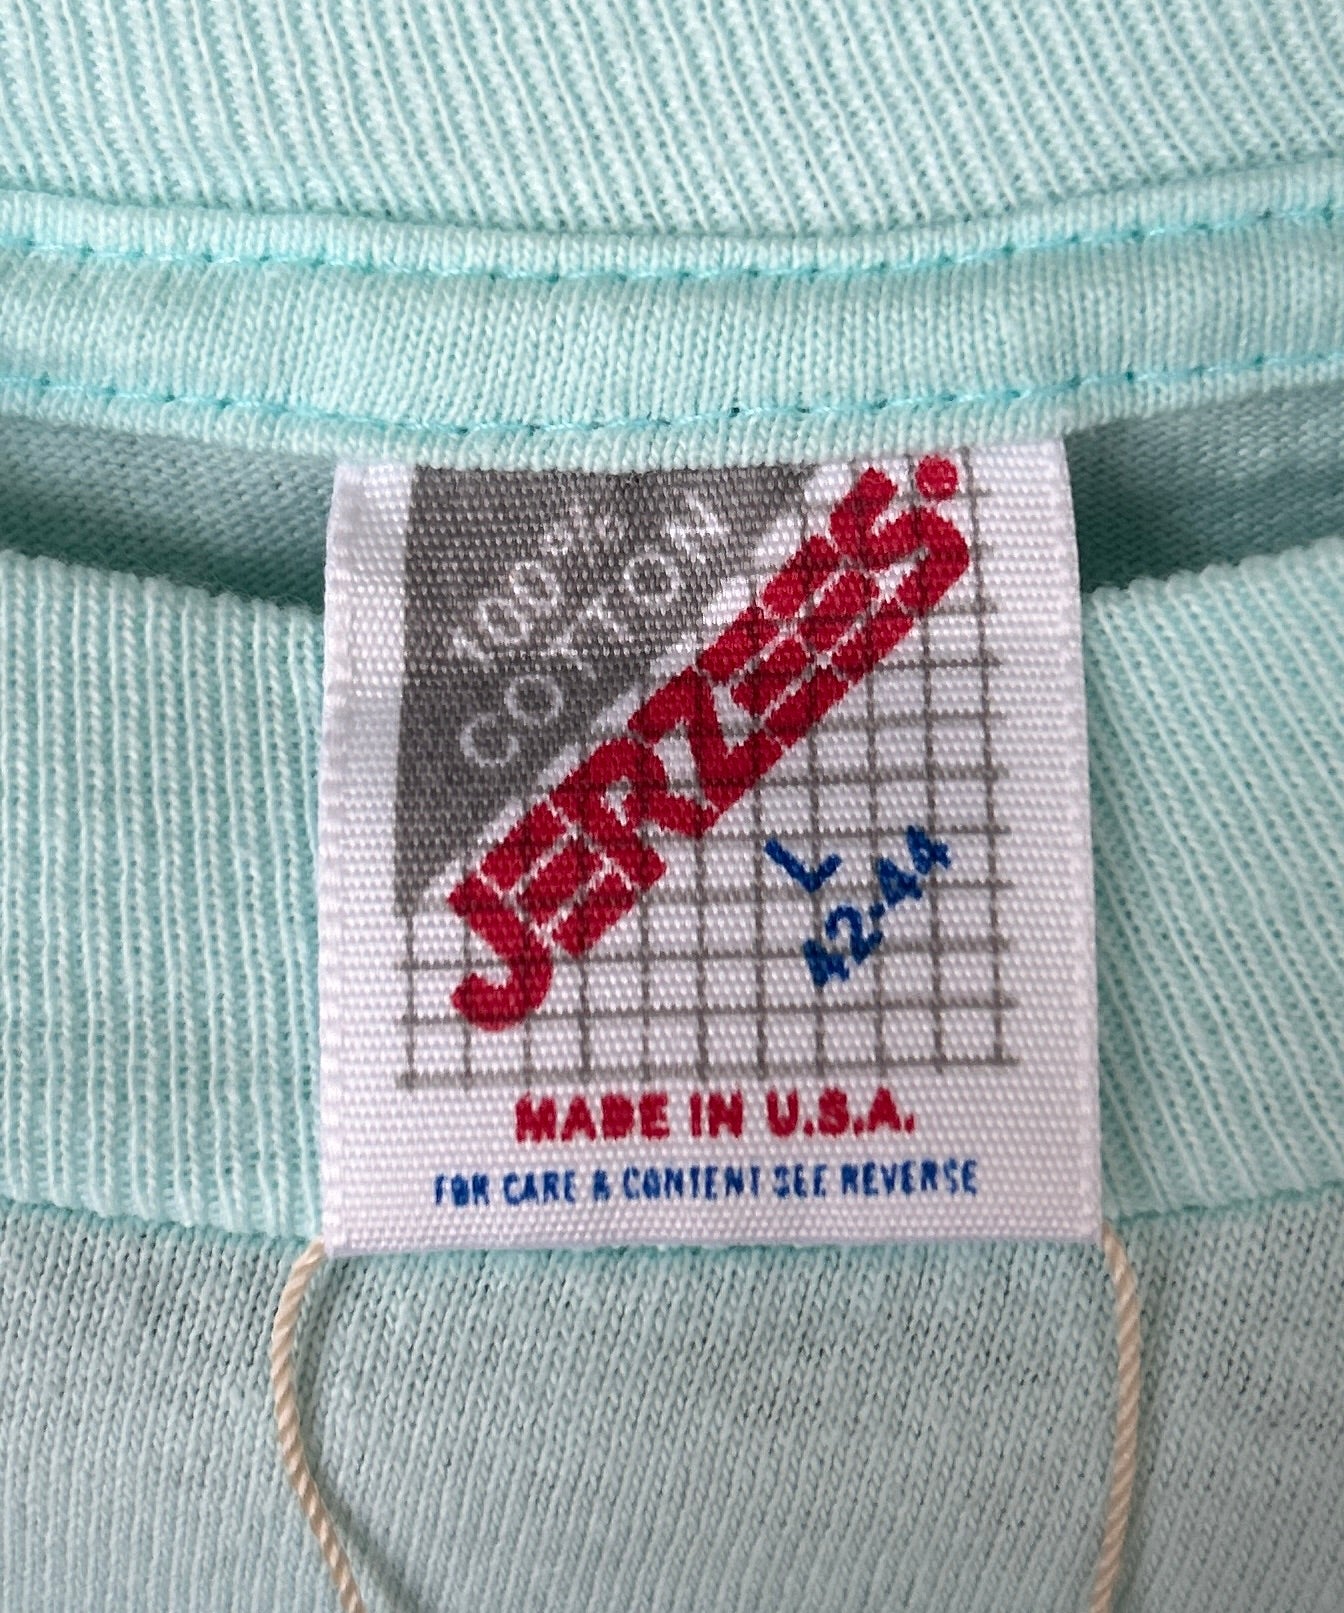 100%
COTTON
JERZEES.
L
42-44
MADE IN U.S.A.
FOR CARE & CONTENT SEE REVERSE